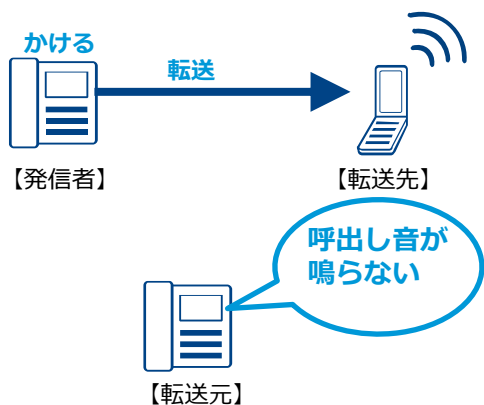 かける
転送
【発信者】
【転送先】
呼出し音が
鳴らない
【転送元】